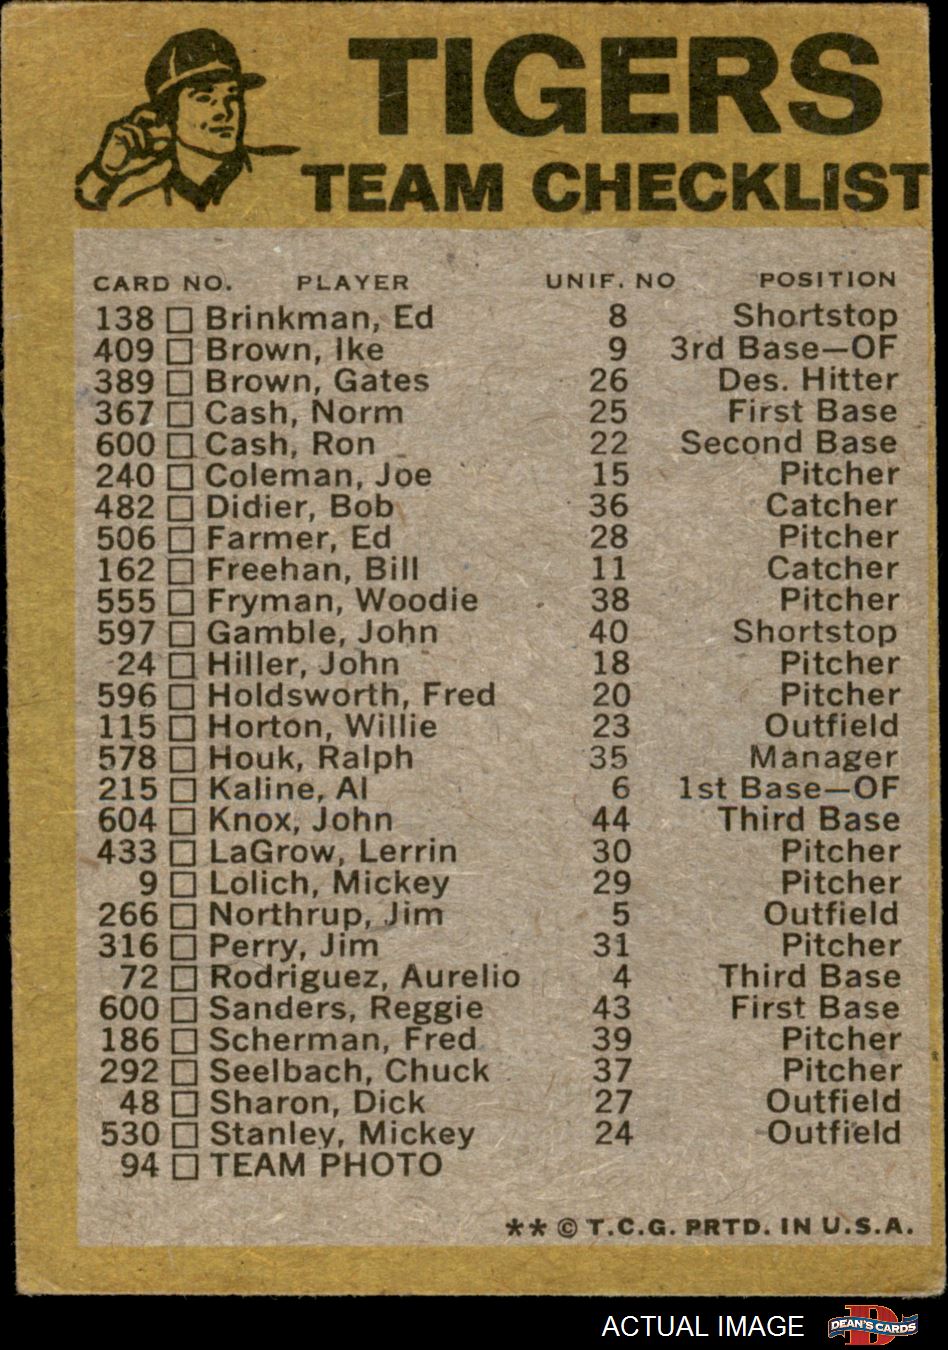 TIGERS
TEAM CHECKLIST
CARD NO. PLAYER UNIF. NO POSITION
138 □ Brinkman, Ed 8 Shortstop
409 □ Brown, Ike 9 3rd Base—OF
389 □ Brown, Gates 26 Des. Hitter
367 □ Cash, Norm 25 First Base
600 □ Cash, Ron 22 Second Base
240 □ Coleman, Joe 15 Pitcher
482 □ Didier, Bob 36 Catcher
506 □ Farmer, Ed 28 Pitcher
162 □ Freehan, Bill 11 Catcher
555 □ Fryman, Woodie 38 Pitcher
597 □ Gamble, John 40 Shortstop
24 □ Hiller, John 18 Pitcher
596 □ Holdsworth, Fred 20 Pitcher
115 □ Horton, Willie 23 Outfield
578 □ Houk, Ralph 35 Manager
215 □ Kaline, Al 6 1st Base—OF
604 □ Knox, John 44 Third Base
433 □ LaGrow, Lerrin 30 Pitcher
9 □ Lolich, Mickey 29 Pitcher
266 □ Northrup, Jim 5 Outfield
316 □ Perry, Jim 31 Pitcher
72 □ Rodriguez, Aurelio 4 Third Base
600 □ Sanders, Reggie 43 First Base
186 □ Scherman, Fred 39 Pitcher
292 □ Seelbach, Chuck 37 Pitcher
48 □ Sharon, Dick 27 Outfield
530 □ Stanley, Mickey 24 Outfield
94 □ TEAM PHOTO
** © T.C.G. PRTD. IN U.S.A.
ACTUAL IMAGE DEAN'S CARDS